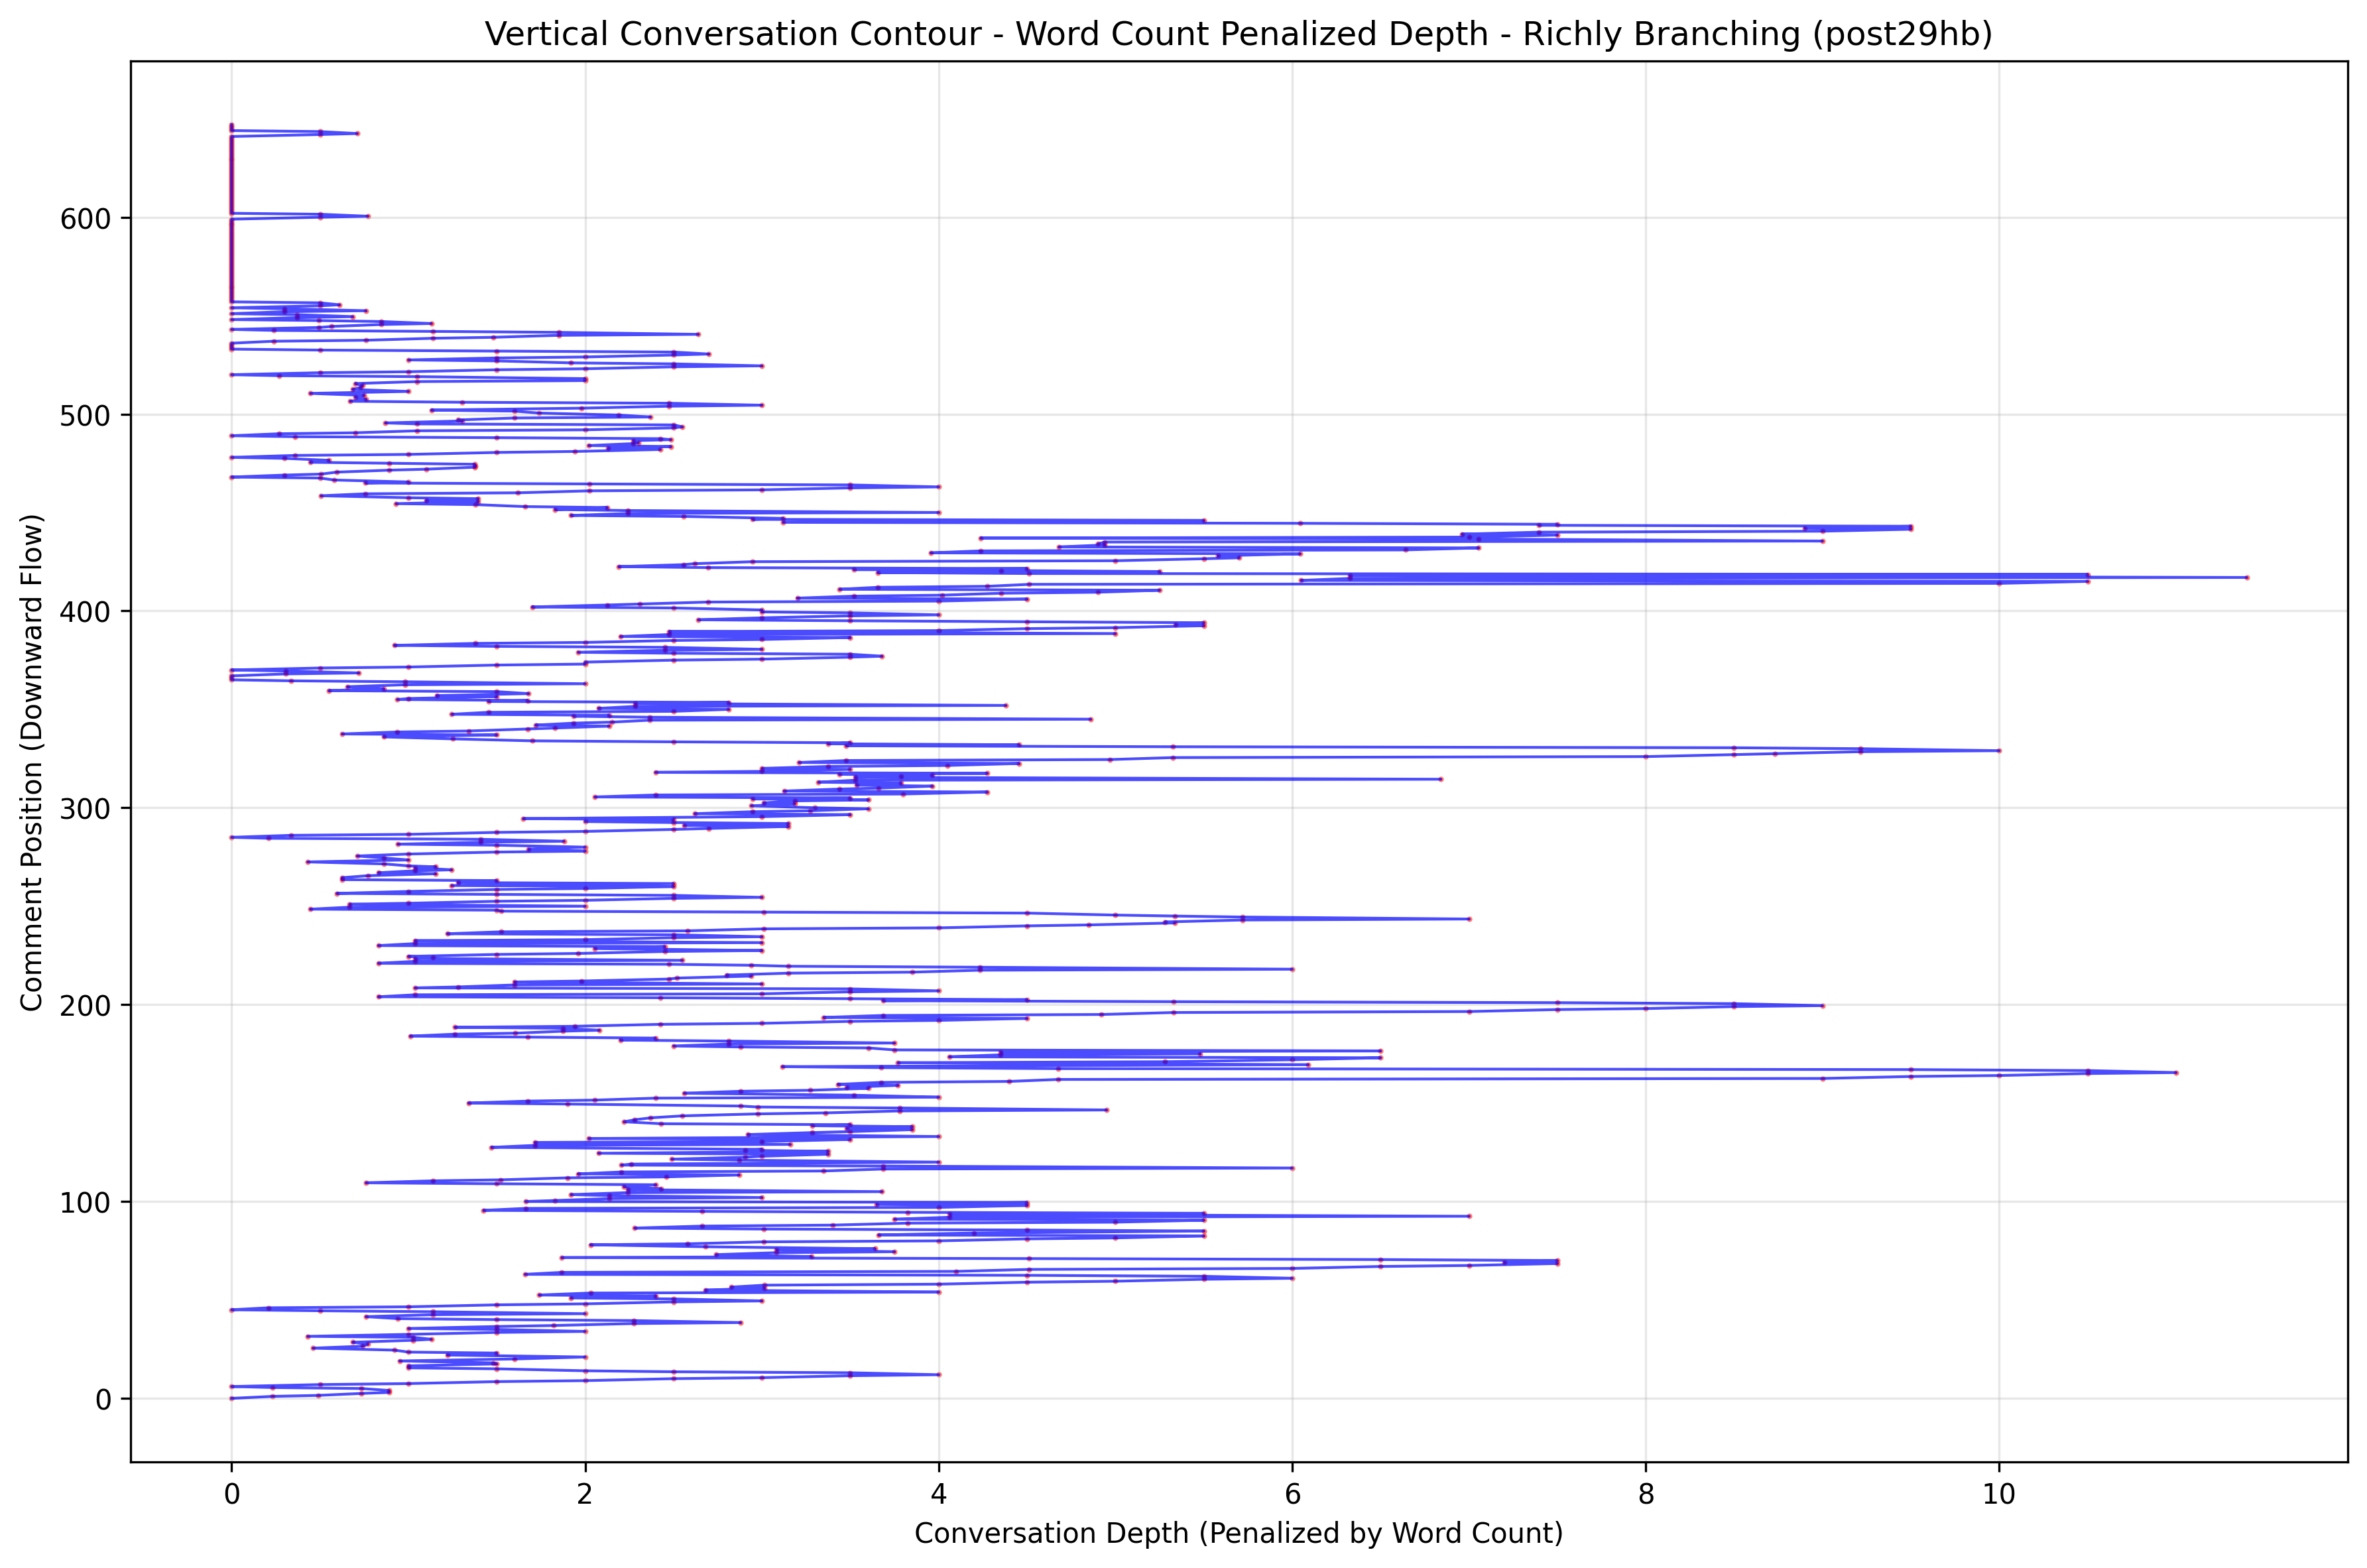 Vertical Conversation Contour - Word Count Penalized Depth - Richly Branching (post29hb)
Comment Position (Downward Flow)
600
500
400
300
200
100
0
0 2 4 6 8 10
Conversation Depth (Penalized by Word Count)